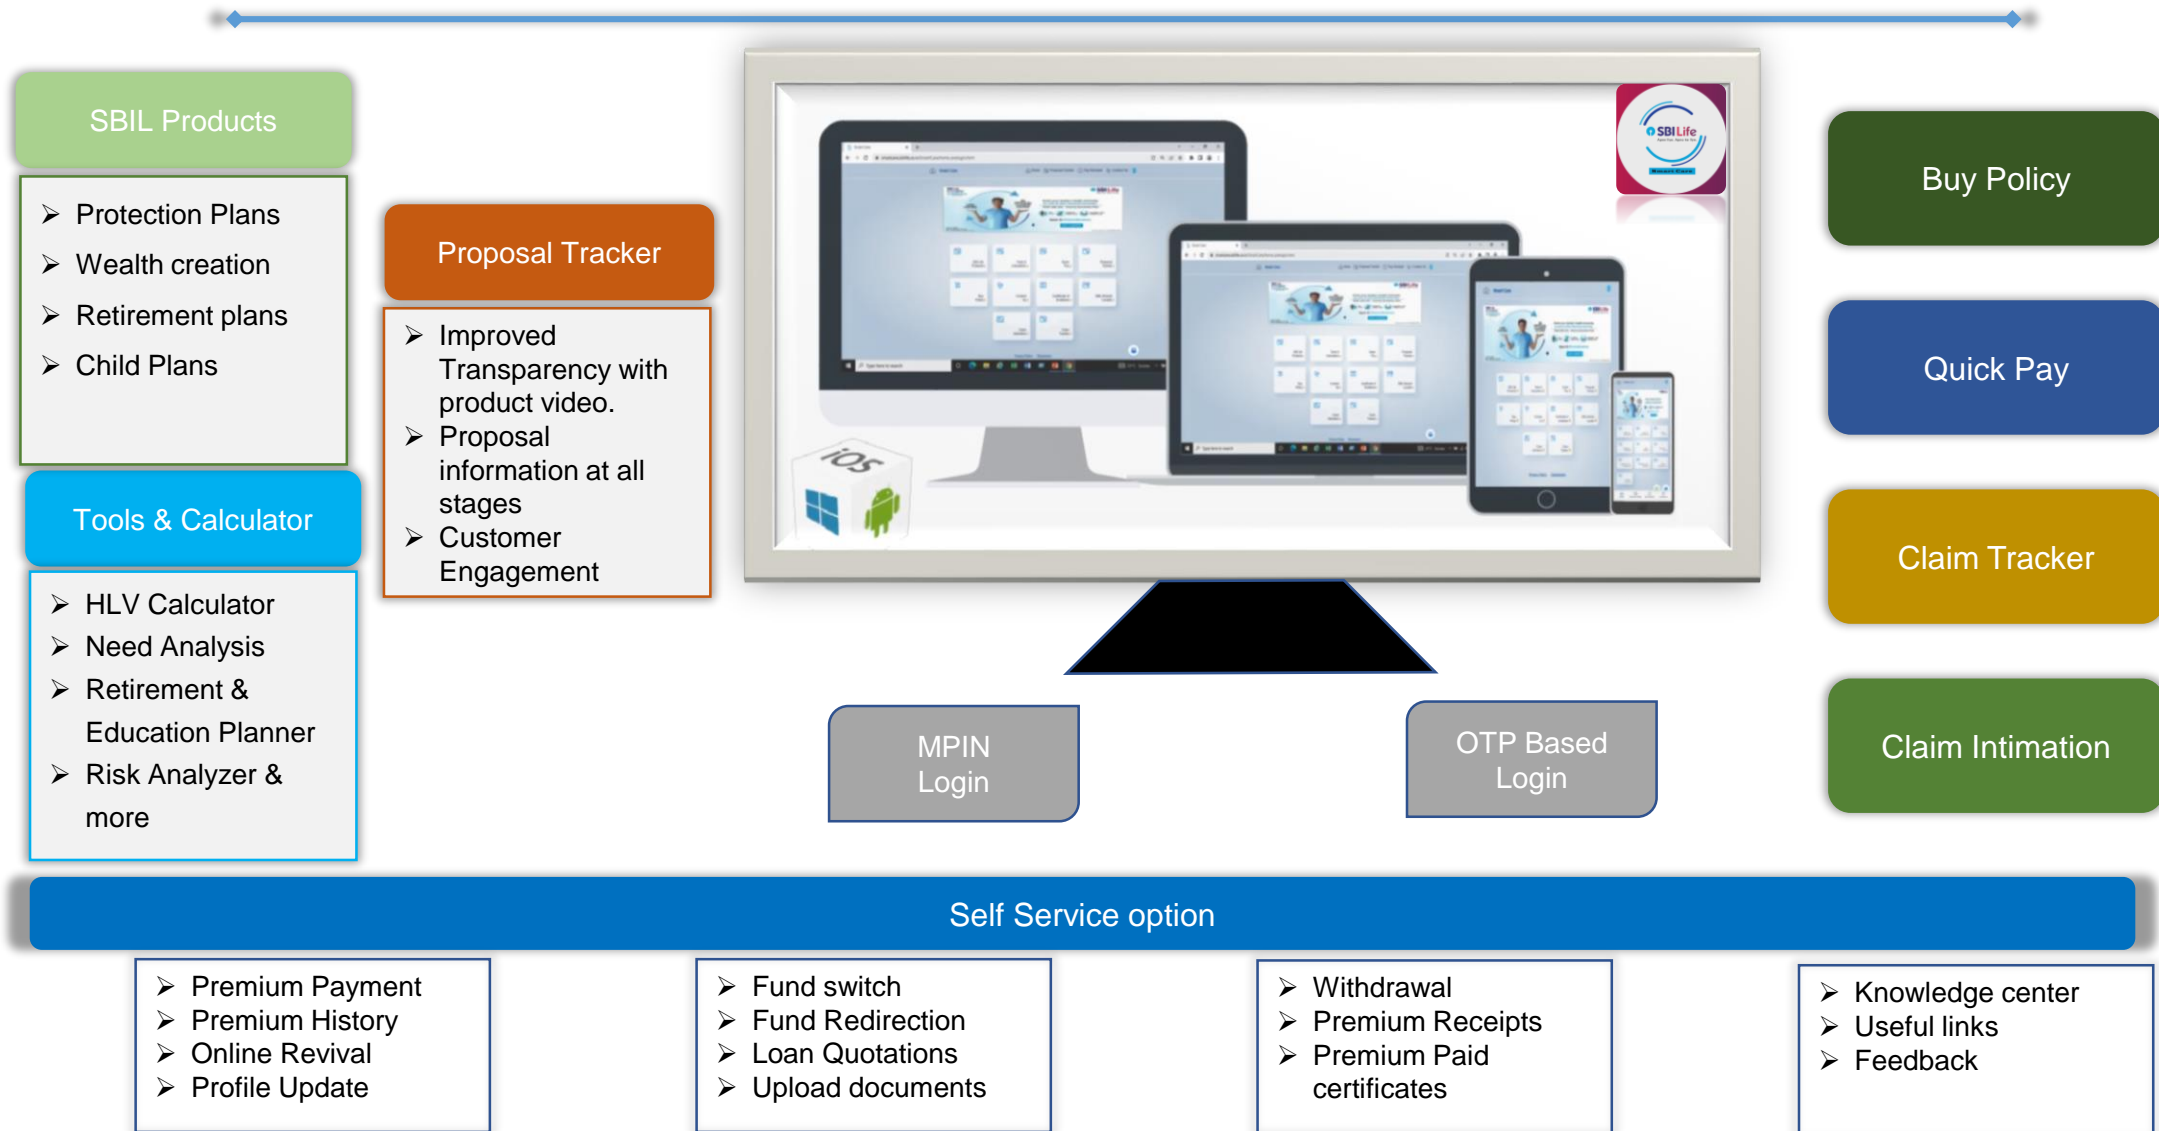 SBIL Products
Protection Plans
Wealth creation
Retirement plans
Child Plans
Tools & Calculator
HLV Calculator
Need Analysis
Retirement &
Education Planner
Risk Analyzer &
more
Proposal Tracker
Improved
Transparency with
product video.
Proposal
information at all
stages
Customer
Engagement
SBI Life
iOS
MPIN
Login
OTP Based
Login
Buy Policy
Quick Pay
Claim Tracker
Claim Intimation
Self Service option
Premium Payment
Premium History
Online Revival
Profile Update
Fund switch
Fund Redirection
Loan Quotations
Upload documents
Withdrawal
Premium Receipts
Premium Paid
certificates
Knowledge center
Useful links
Feedback